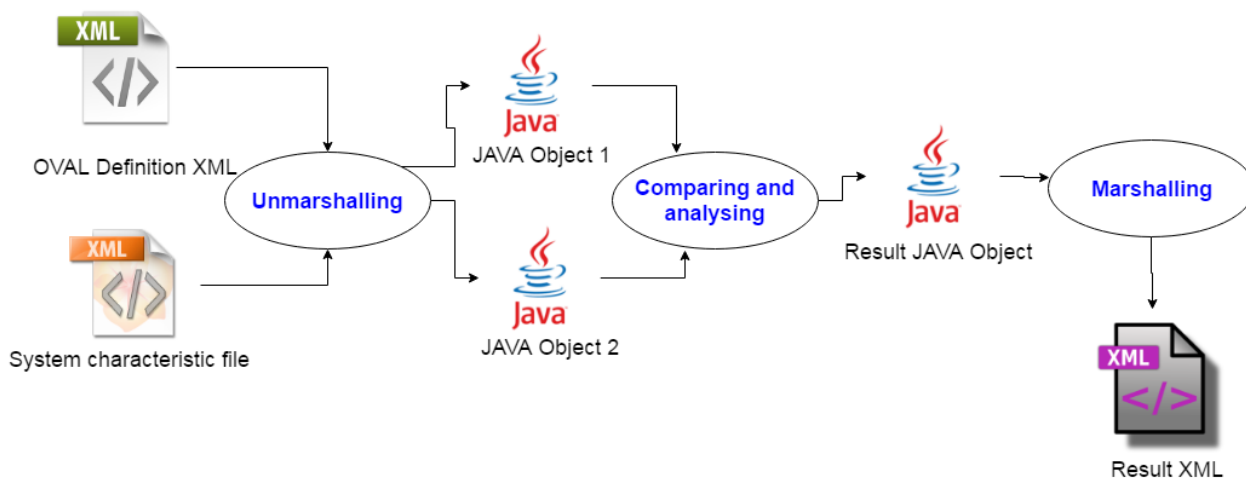 XML
</>
OVAL Definition XML
XML
</>
System characteristic file
Unmarshalling
Java
JAVA Object 1
Java
JAVA Object 2
Comparing and
analysing
Java
Result JAVA Object
Marshalling
XML
</>
Result XML